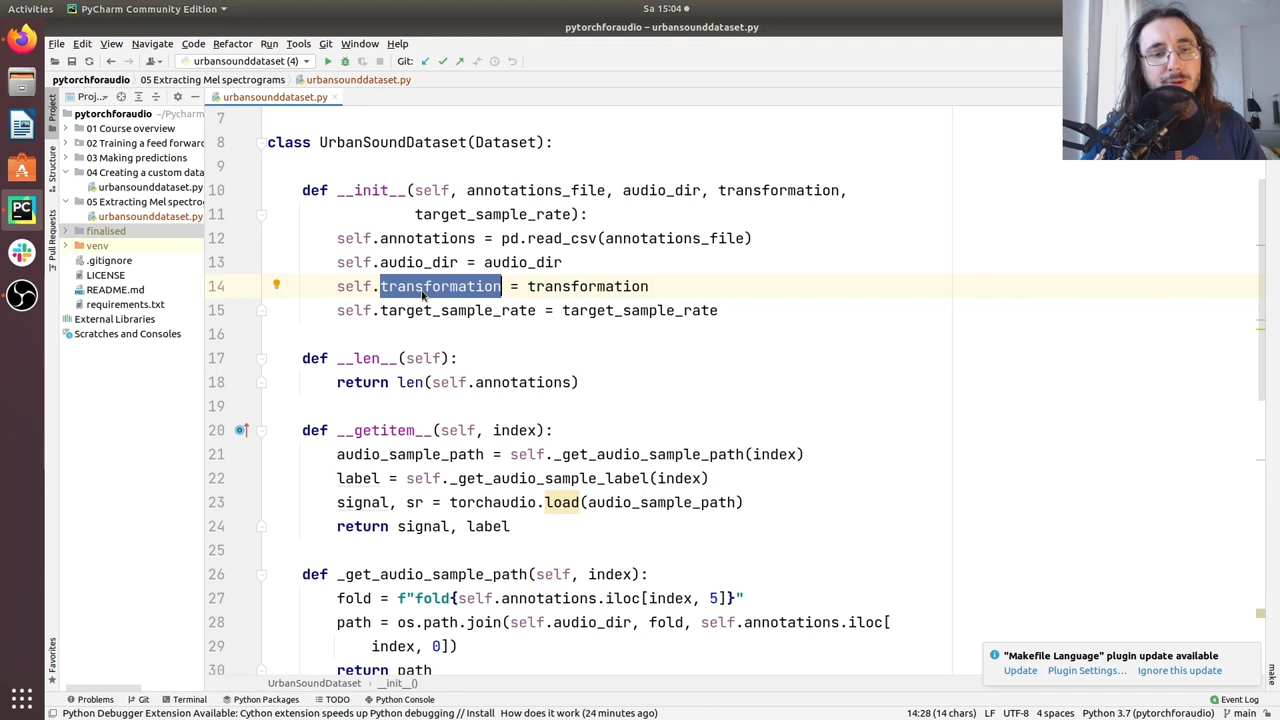 Activities
PyCharm Community Edition
Sa 15:04
pytorchforaudio – urbansounddataset.py
File Edit View Navigate Code Refactor Run Tools Git Window Help
urbansounddataset (4)
Git:
pytorchforaudio
05 Extracting Mel spectrograms
urbansounddataset.py
Project
Structure
Pull Requests
Favorites
Proj...
pytorchforaudio ~/Pycharm
01 Course overview
02 Training a feed forward
03 Making predictions
04 Creating a custom data
urbansounddataset.py
05 Extracting Mel spectrog
urbansounddataset.py
finalised
venv
.gitignore
LICENSE
README.md
requirements.txt
External Libraries
Scratches and Consoles
urbansounddataset.py
7
8 class UrbanSoundDataset(Dataset):
9
10 def __init__(self, annotations_file, audio_dir, transformation,
11 target_sample_rate):
12 self.annotations = pd.read_csv(annotations_file)
13 self.audio_dir = audio_dir
14 self.transformation = transformation
15 self.target_sample_rate = target_sample_rate
16
17 def __len__(self):
18 return len(self.annotations)
19
20 def __getitem__(self, index):
21 audio_sample_path = self._get_audio_sample_path(index)
22 label = self._get_audio_sample_label(index)
23 signal, sr = torchaudio.load(audio_sample_path)
24 return signal, label
25
26 def _get_audio_sample_path(self, index):
27 fold = f"fold{self.annotations.iloc[index, 5]}"
28 path = os.path.join(self.audio_dir, fold, self.annotations.iloc[
29 index, 0])
30 return path
UrbanSoundDataset
__init__()
make
"Makefile Language" plugin update available
Update Plugin Settings... Ignore this update
Problems Git Terminal Python Packages TODO Python Console
Event Log
Python Debugger Extension Available: Cython extension speeds up Python debugging // Install How does it work (24 minutes ago)
14:28 (14 chars) LF UTF-8 4 spaces Python 3.7 (pytorchforaudio) main